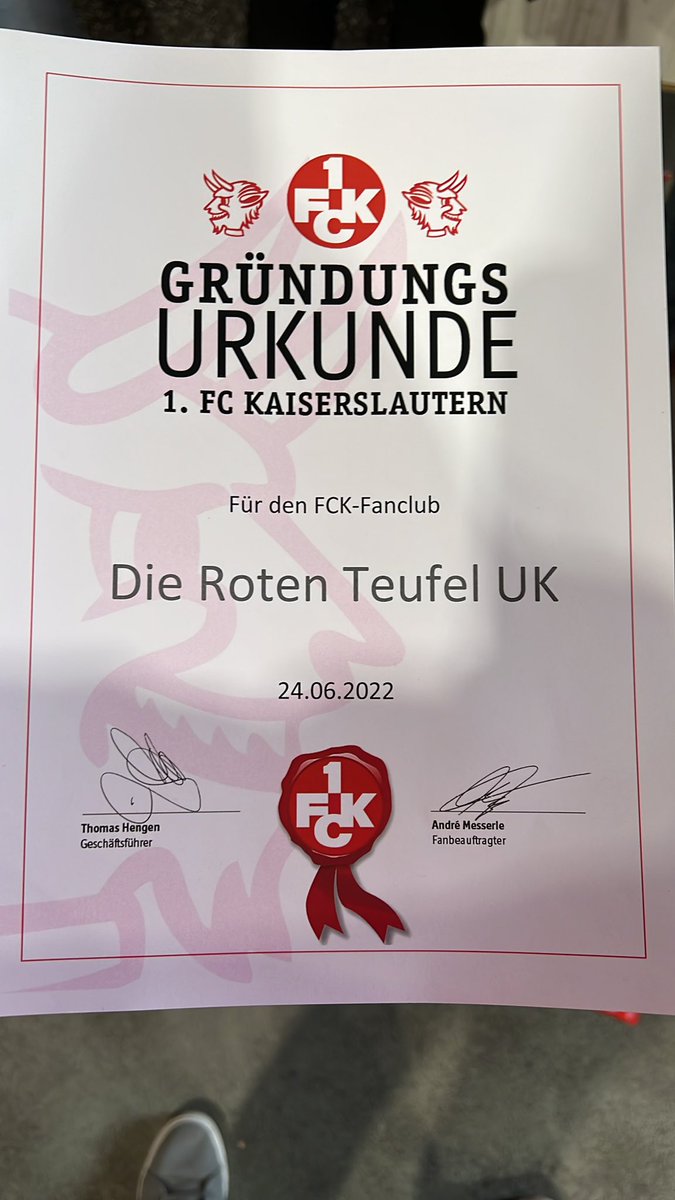 1
FCK
GRÜNDUNGS
URKUNDE
1. FC KAISERSLAUTERN
Für den FCK-Fanclub
Die Roten Teufel UK
24.06.2022
1
FCK
Thomas Hengen
Geschäftsführer
André Messerle
Fanbeauftragter